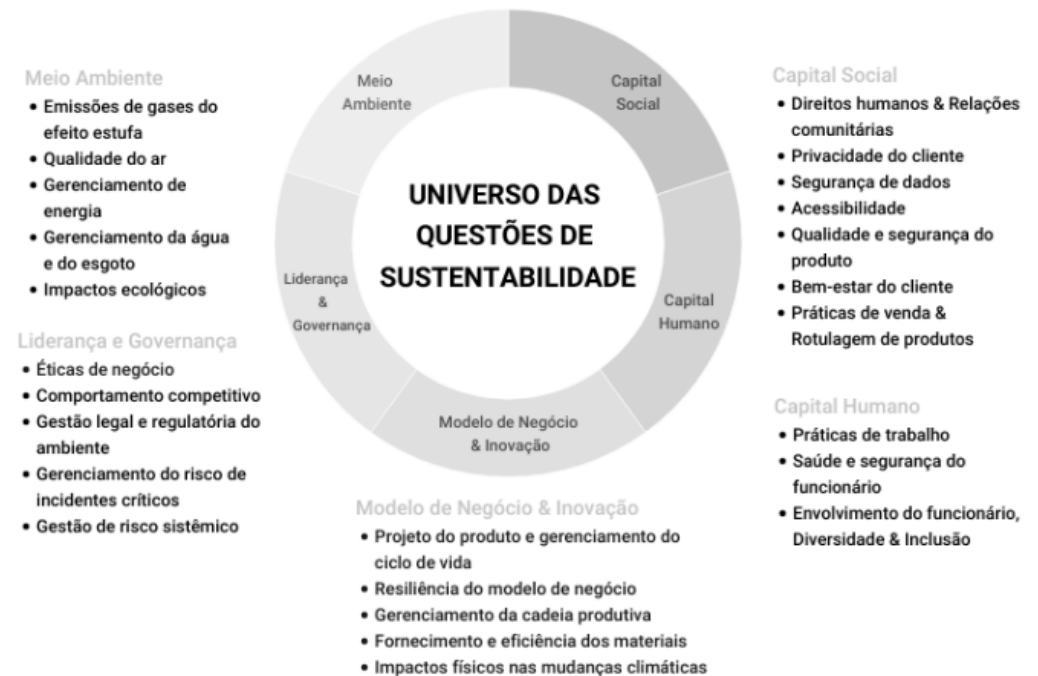 Meio Ambiente
• Emissões de gases do
efeito estufa
• Qualidade do ar
• Gerenciamento de
energia
• Gerenciamento da água
e do esgoto
• Impactos ecológicos
Liderança e Governança
• Éticas de negócio
• Comportamento competitivo
• Gestão legal e regulatória do
ambiente
• Gerenciamento do risco de
incidentes críticos
• Gestão de risco sistêmico
Meio
Ambiente
Capital
Social
UNIVERSO DAS
QUESTÕES DE
SUSTENTABILIDADE
Liderança
&
Governança
Capital
Humano
Modelo de Negócio
& Inovação
Modelo de Negócio & Inovação
• Projeto do produto e gerenciamento do
ciclo de vida
• Resiliência do modelo de negócio
• Gerenciamento da cadeia produtiva
• Fornecimento e eficiência dos materiais
• Impactos físicos nas mudanças climáticas
Capital Social
• Direitos humanos & Relações
comunitárias
• Privacidade do cliente
• Segurança de dados
• Acessibilidade
• Qualidade e segurança do
produto
• Bem-estar do cliente
• Práticas de venda &
Rotulagem de produtos
Capital Humano
• Práticas de trabalho
• Saúde e segurança do
funcionário
• Envolvimento do funcionário,
Diversidade & Inclusão